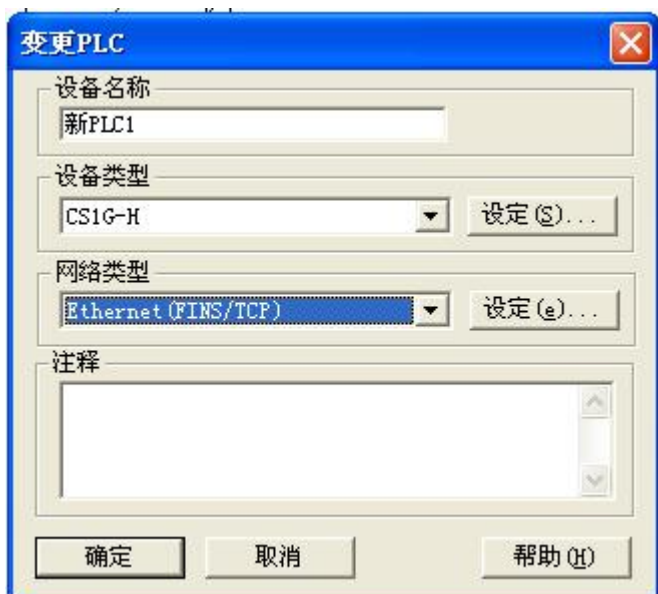 变更PLC
设备名称
新PLC1
设备类型
CS1G-H
设定(S)...
网络类型
Ethernet(FINS/TCP)
设定(e)...
注释
确定
取消
帮助(H)